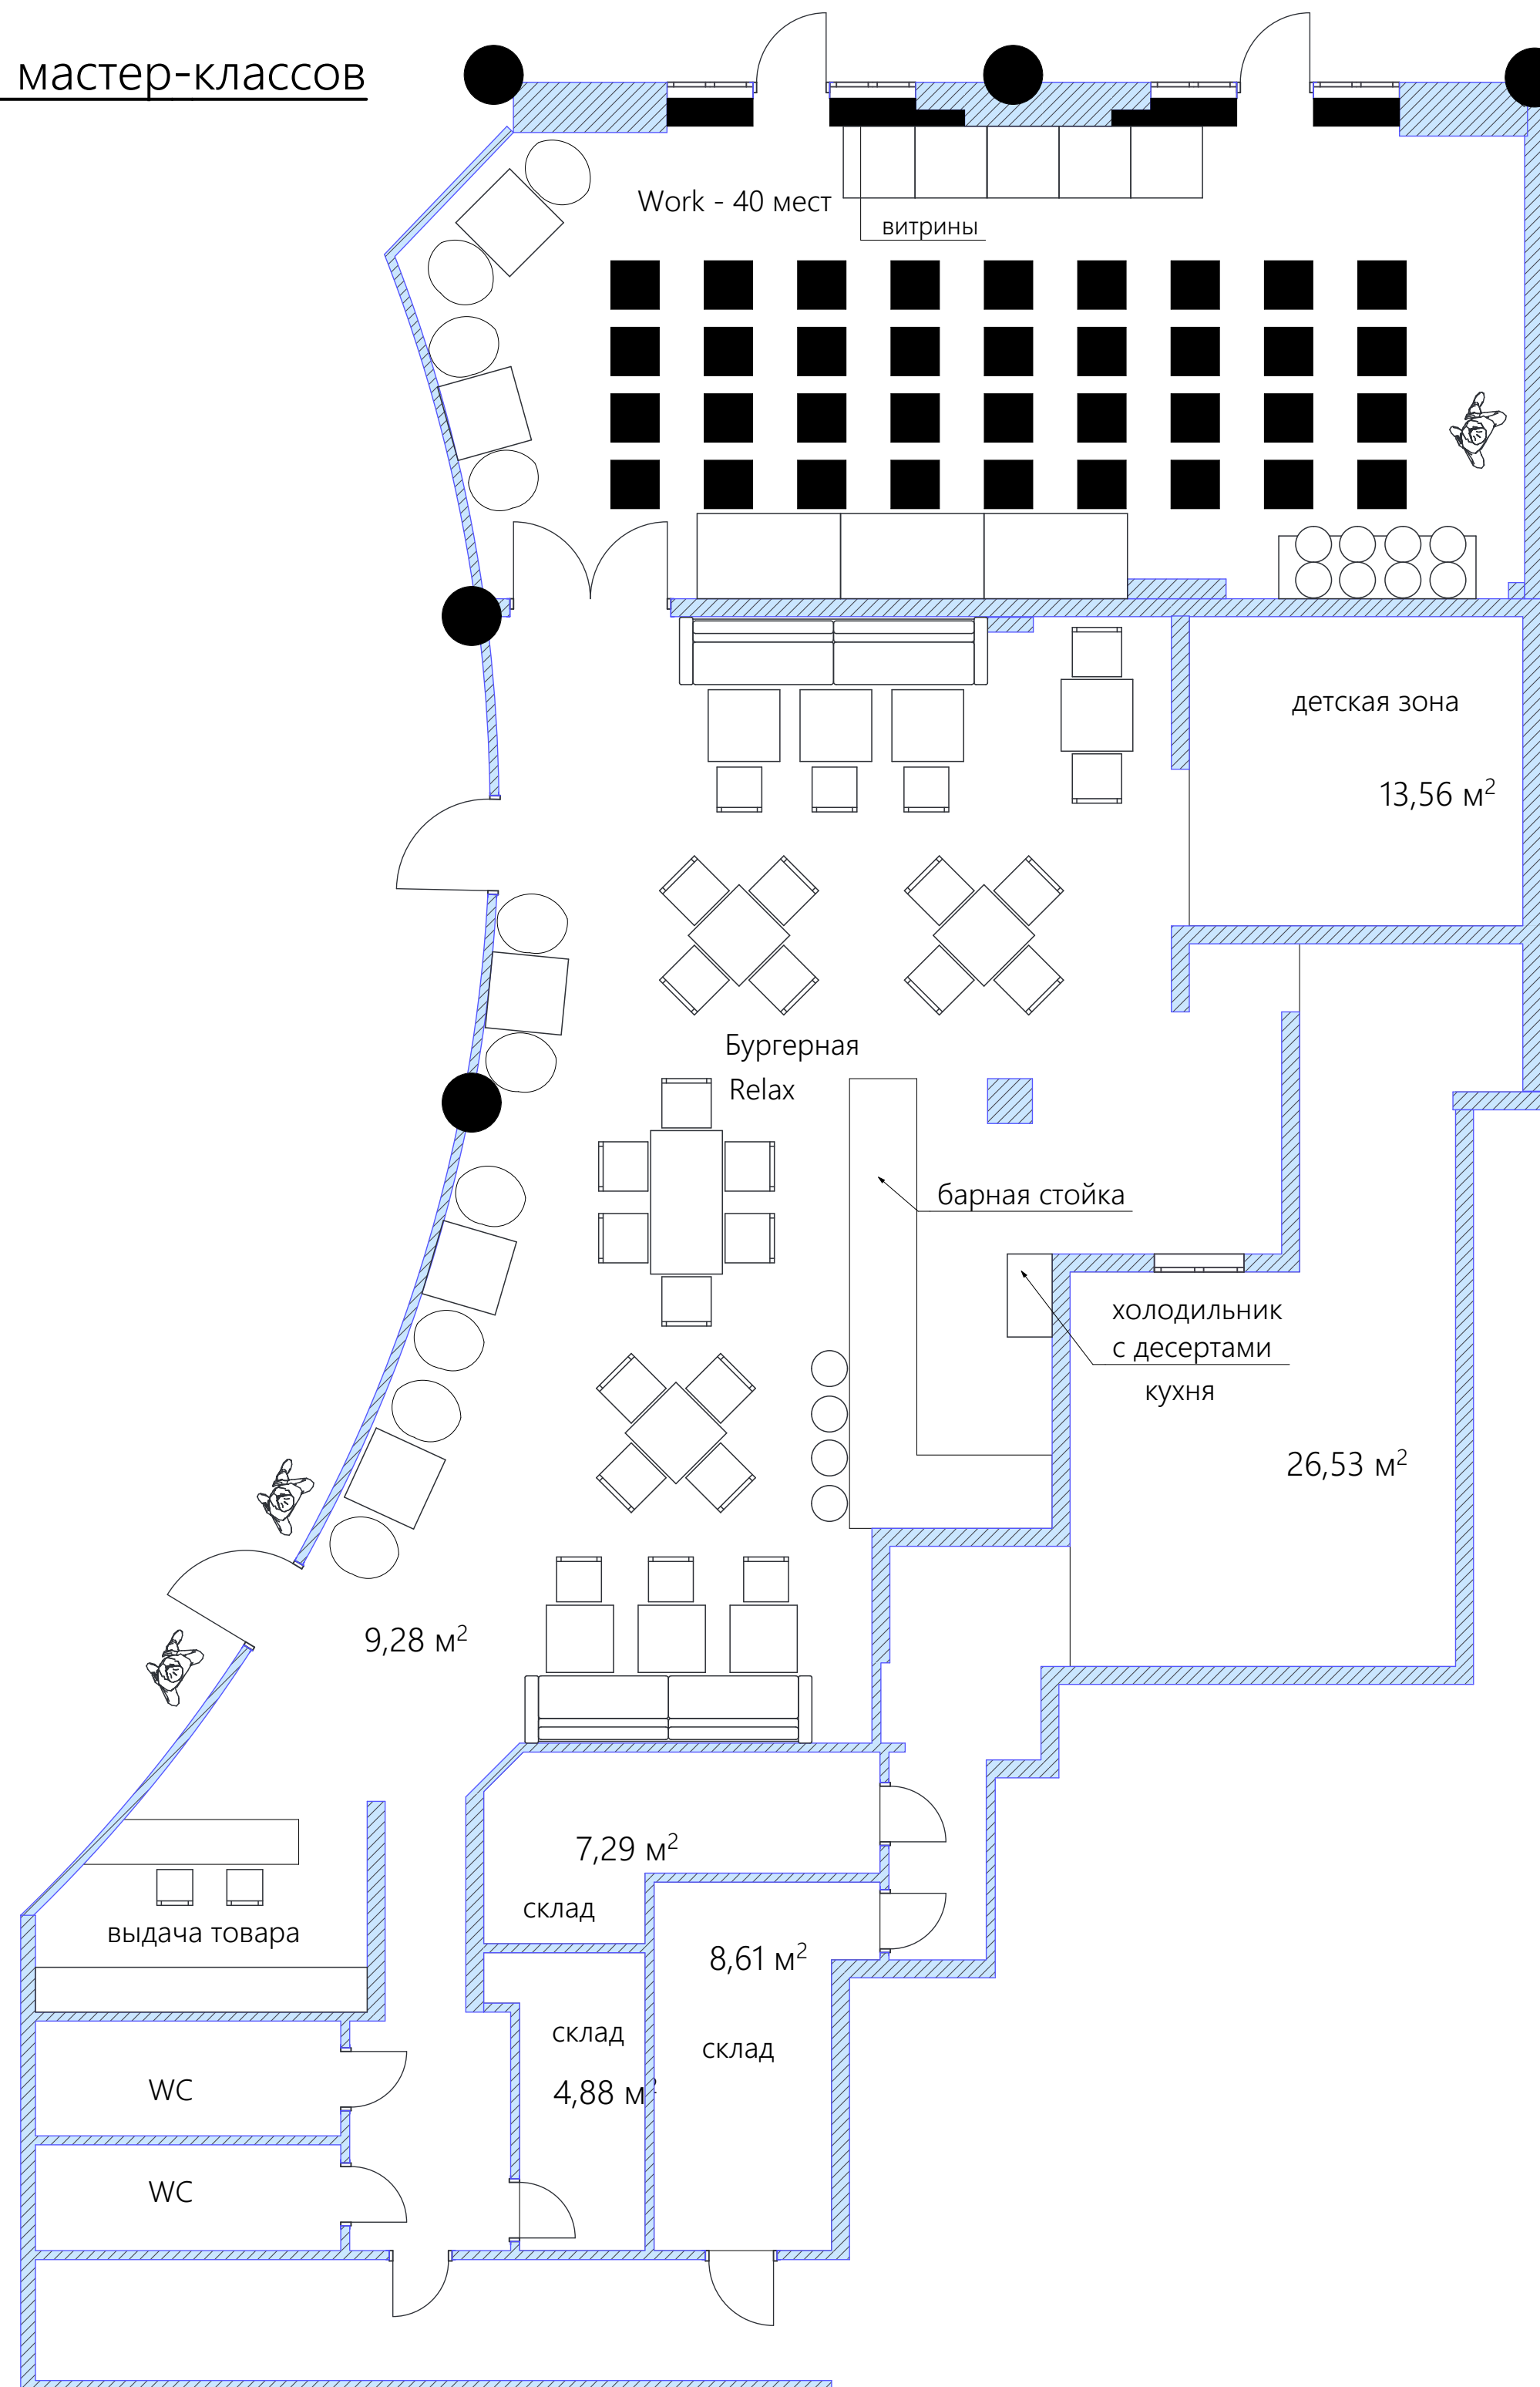 мастер-классов
Work - 40 мест
витрины
детская зона
13,56 м²
Бургерная
Relax
барная стойка
холодильник
с десертами
кухня
26,53 м²
9,28 м²
7,29 м²
склад
выдача товара
8,61 м²
склад
склад
4,88 м²
WC
WC